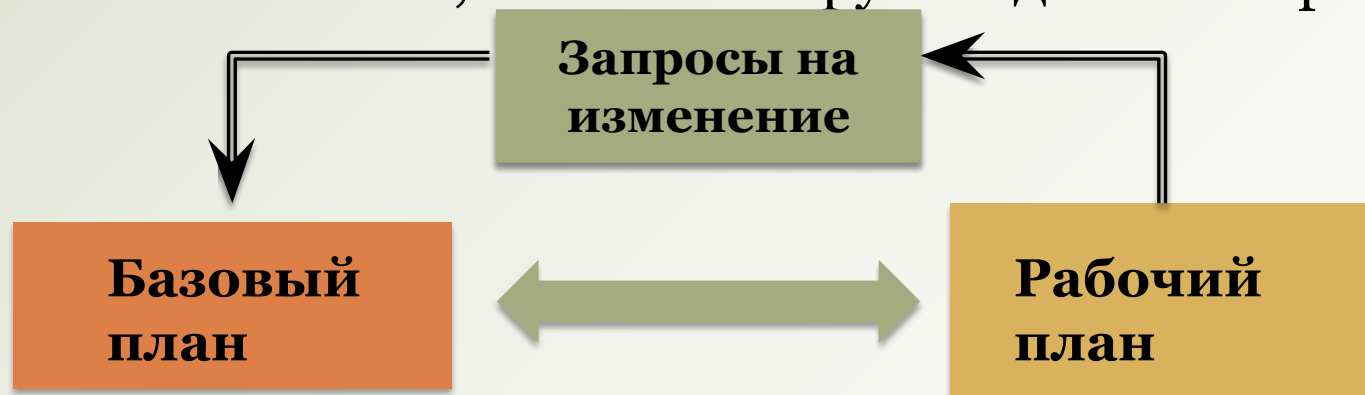 Запросы на
изменение
Базовый
план
Рабочий
план